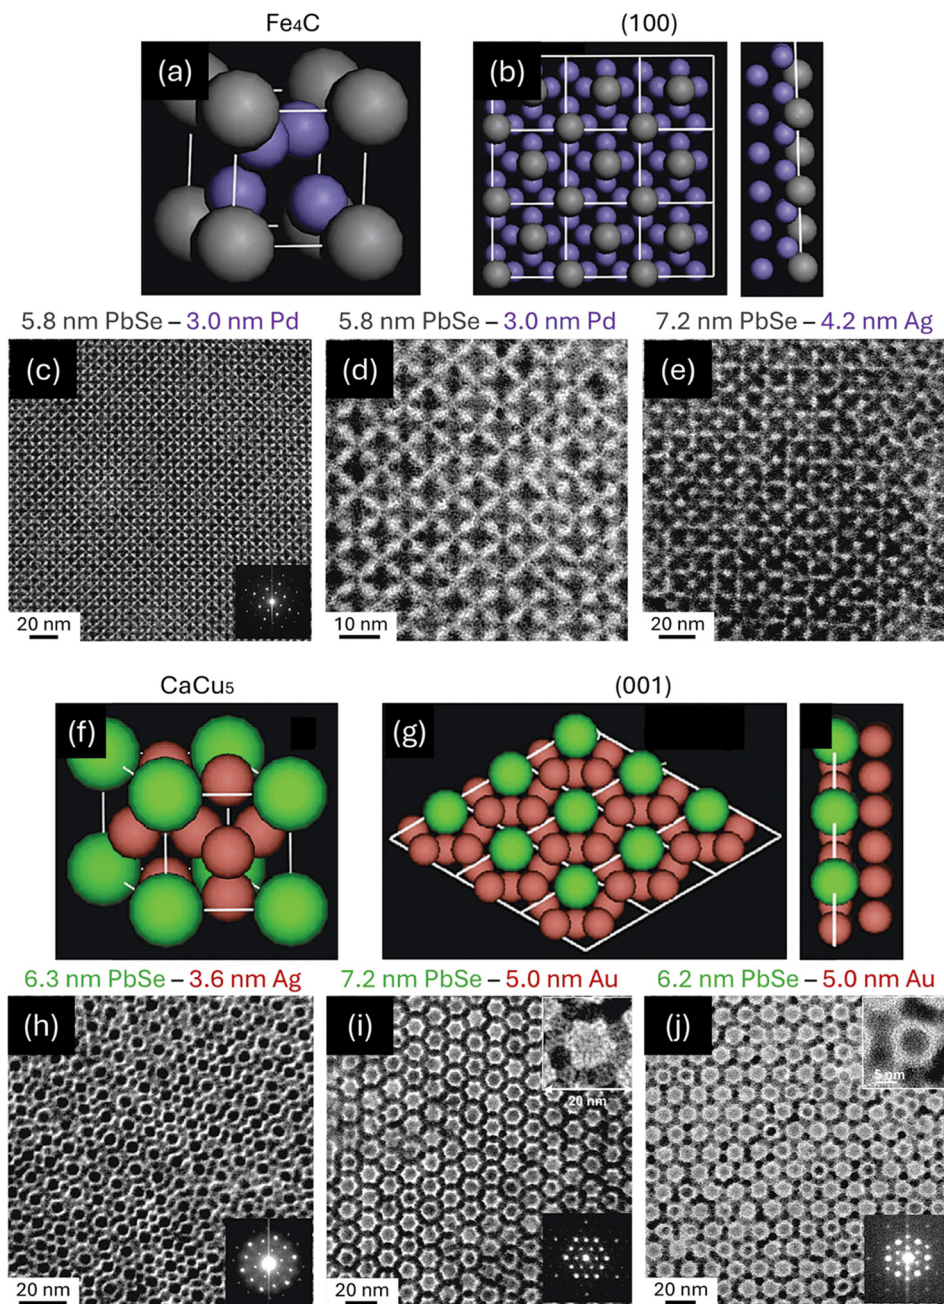 Fe₄C (100)
(a) (b)
5.8 nm PbSe – 3.0 nm Pd 5.8 nm PbSe – 3.0 nm Pd 7.2 nm PbSe – 4.2 nm Ag
(c) (d) (e)
20 nm 10 nm 20 nm
CaCu₅ (001)
(f) (g)
6.3 nm PbSe – 3.6 nm Ag 7.2 nm PbSe – 5.0 nm Au 6.2 nm PbSe – 5.0 nm Au
(h) (i) (j)
20 nm 5 nm
20 nm 20 nm 20 nm